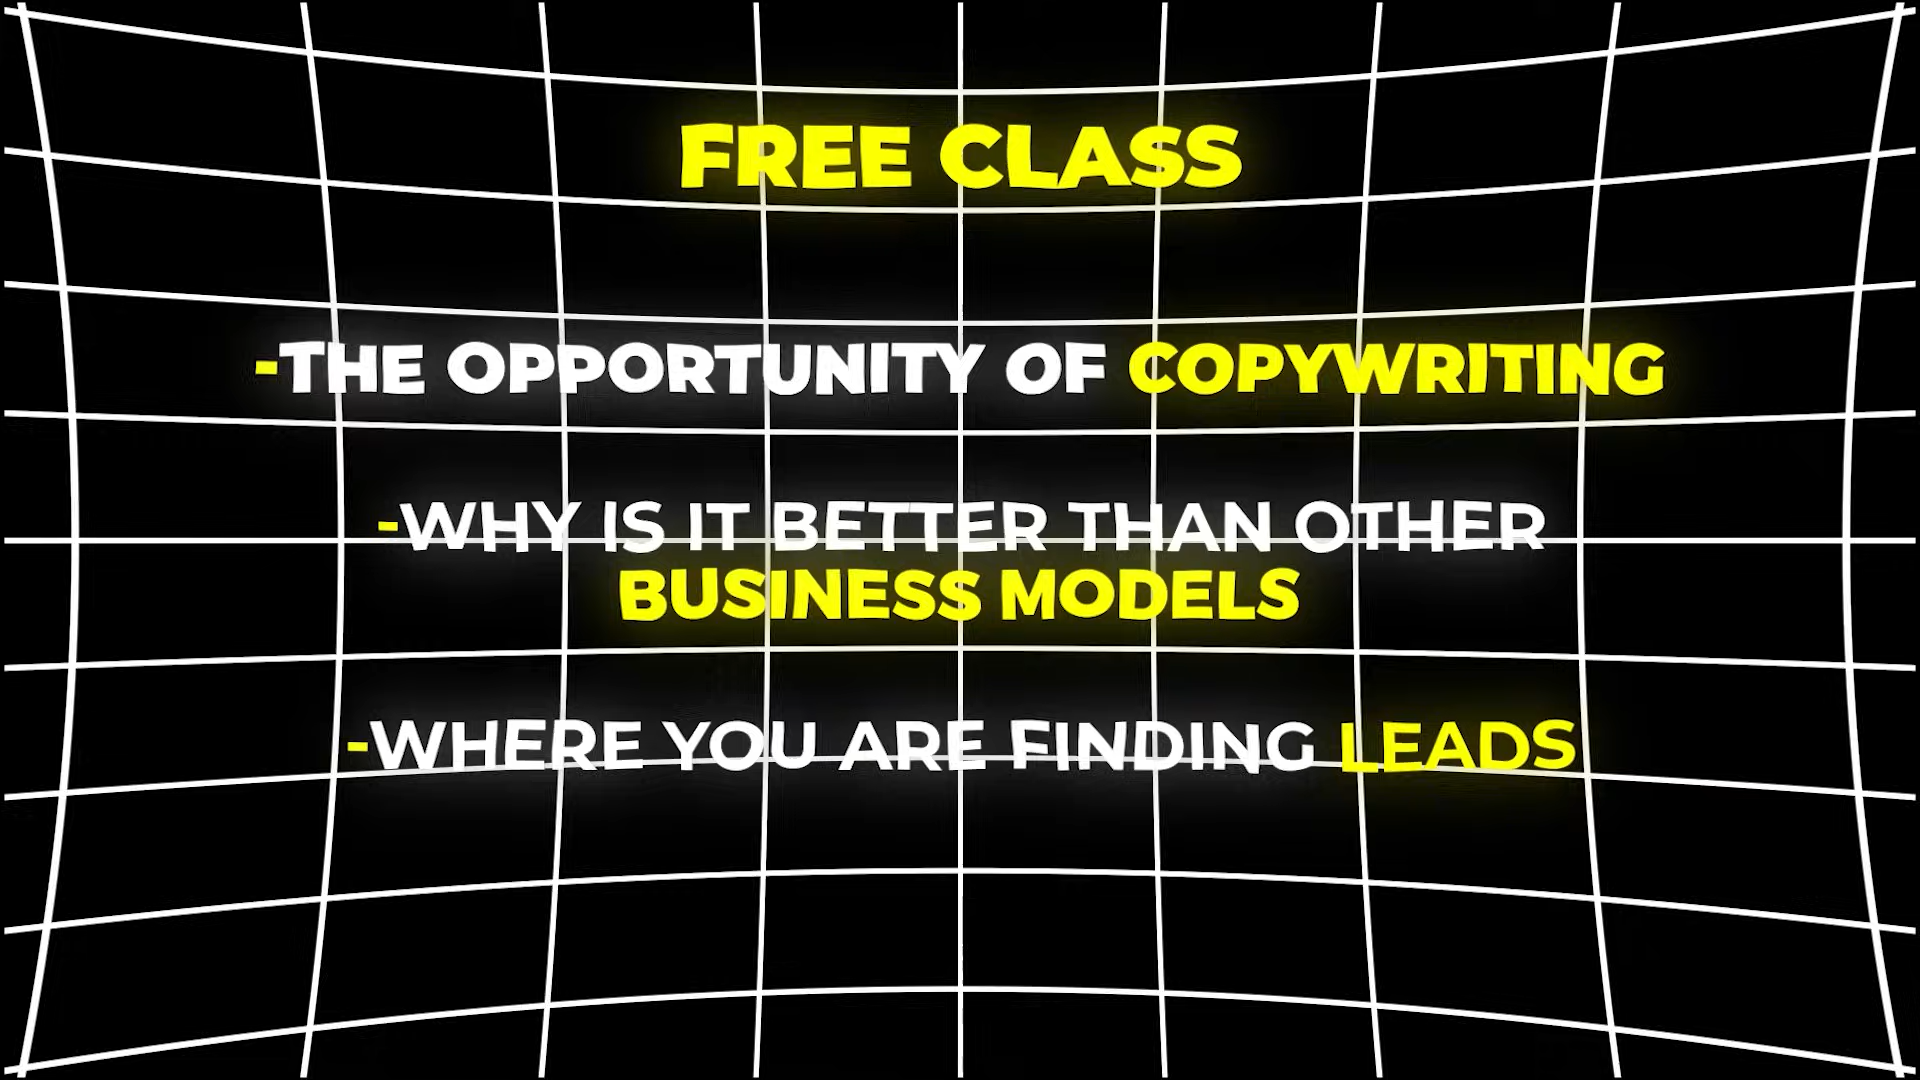 FREE CLASS
-THE OPPORTUNITY OF COPYWRITING
-WHY IS IT BETTER THAN OTHER
BUSINESS MODELS
-WHERE YOU ARE FINDING LEADS